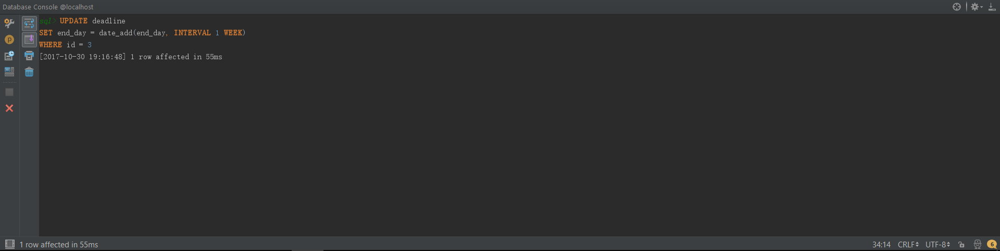 Database Console @localhost
sql> UPDATE deadline
SET end_day = date_add(end_day, INTERVAL 1 WEEK)
WHERE id = 3
[2017-10-30 19:16:48] 1 row affected in 55ms
p
1 row affected in 55ms
34:14 CRLF UTF-8 6